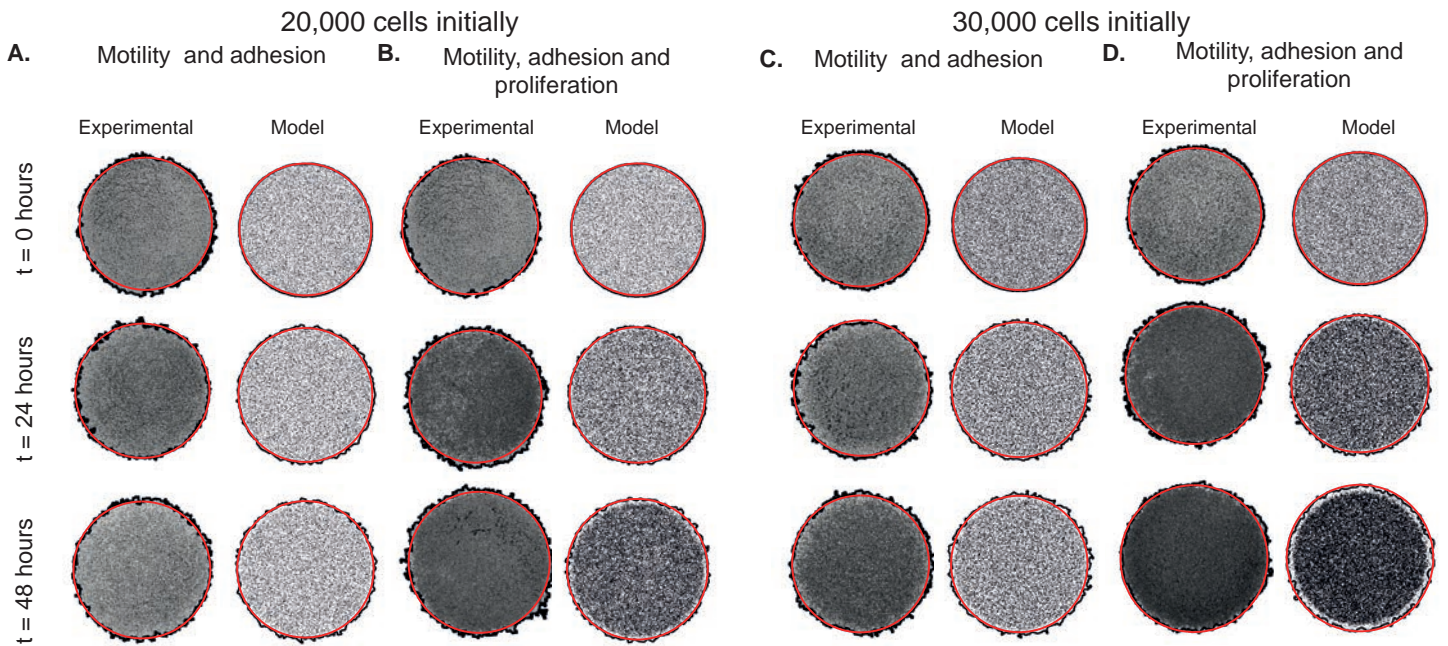 20,000 cells initially
30,000 cells initially
A. Motility and adhesion
B. Motility, adhesion and
proliferation
C. Motility and adhesion
D. Motility, adhesion and
proliferation
Experimental Model Experimental Model Experimental Model Experimental Model
t = 0 hours
t = 24 hours
t = 48 hours